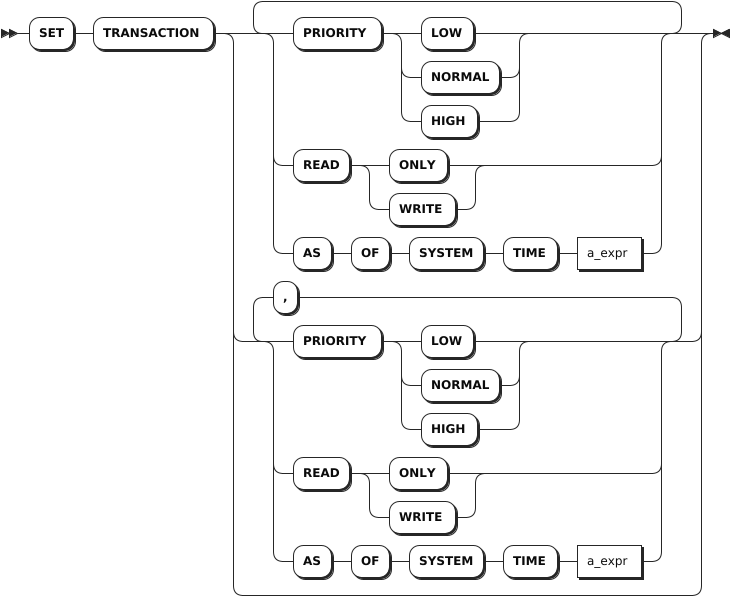 SET TRANSACTION PRIORITY LOW
NORMAL
HIGH
READ ONLY
WRITE
AS OF SYSTEM TIME a_expr
,
PRIORITY LOW
NORMAL
HIGH
READ ONLY
WRITE
AS OF SYSTEM TIME a_expr